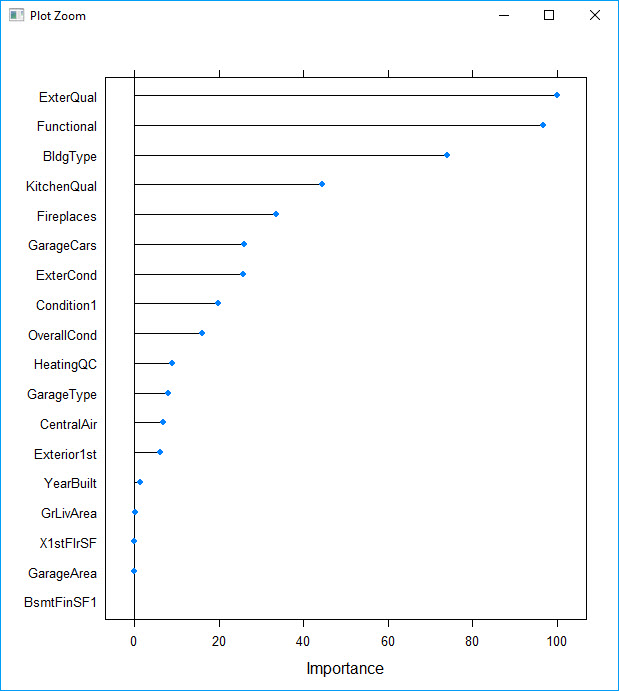 Plot Zoom
ExterQual
Functional
BldgType
KitchenQual
Fireplaces
GarageCars
ExterCond
Condition1
OverallCond
HeatingQC
GarageType
CentralAir
Exterior1st
YearBuilt
GrLivArea
X1stFlrSF
GarageArea
BsmtFinSF1
0 20 40 60 80 100
Importance